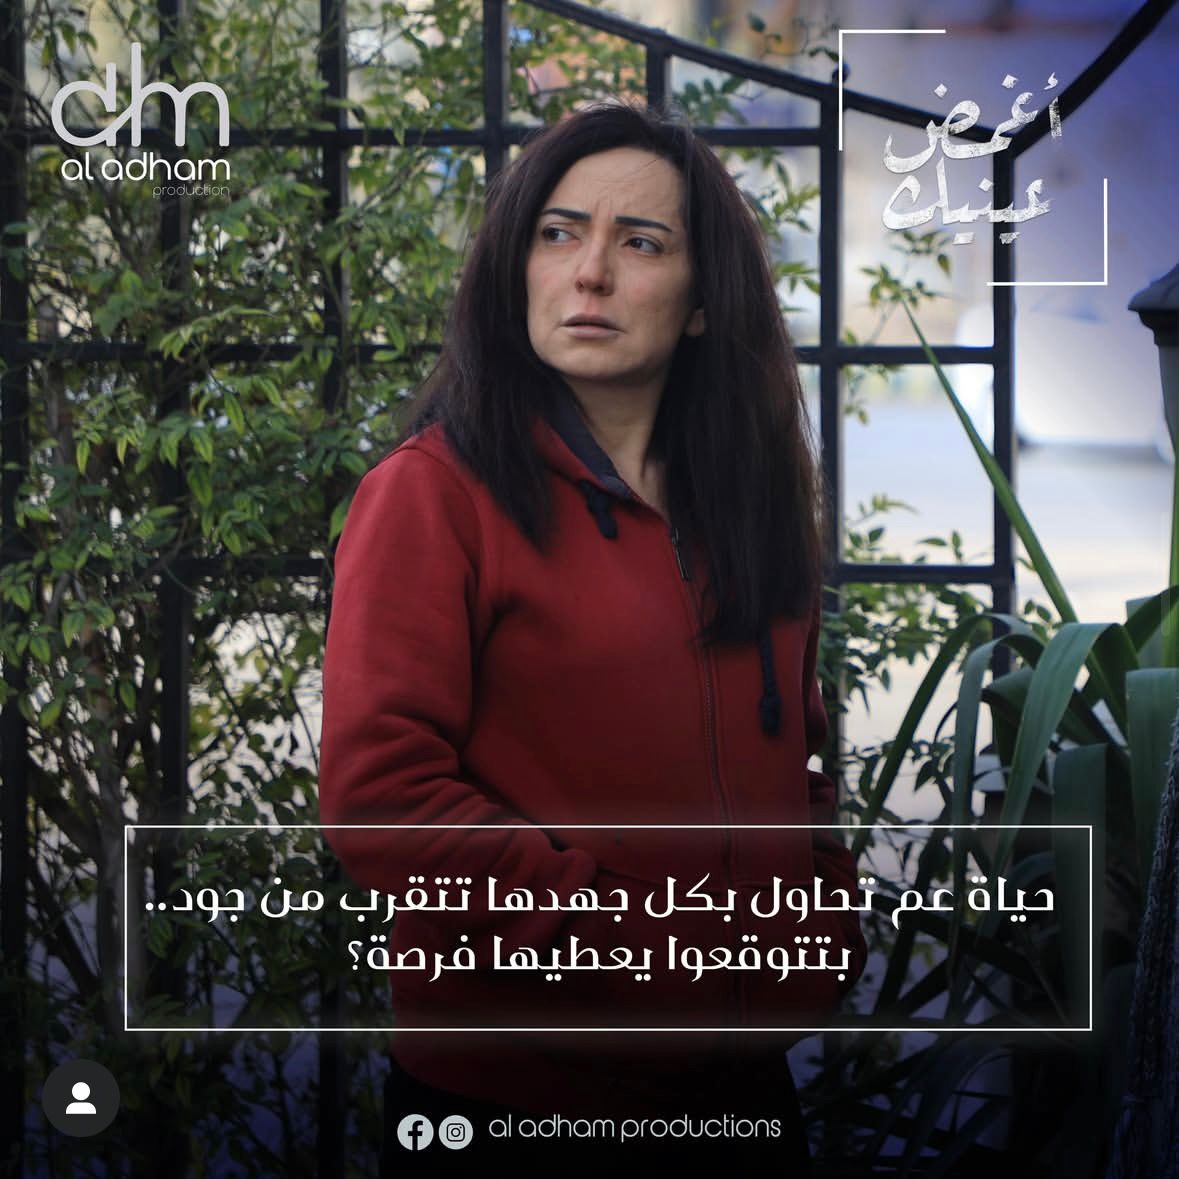 dhm
al adham
production
أغمض
عينيك
حياة عم تحاول بكل جهدها تتقرب من جود..
بتتوقعوا يعطيها فرصة؟
al adham productions